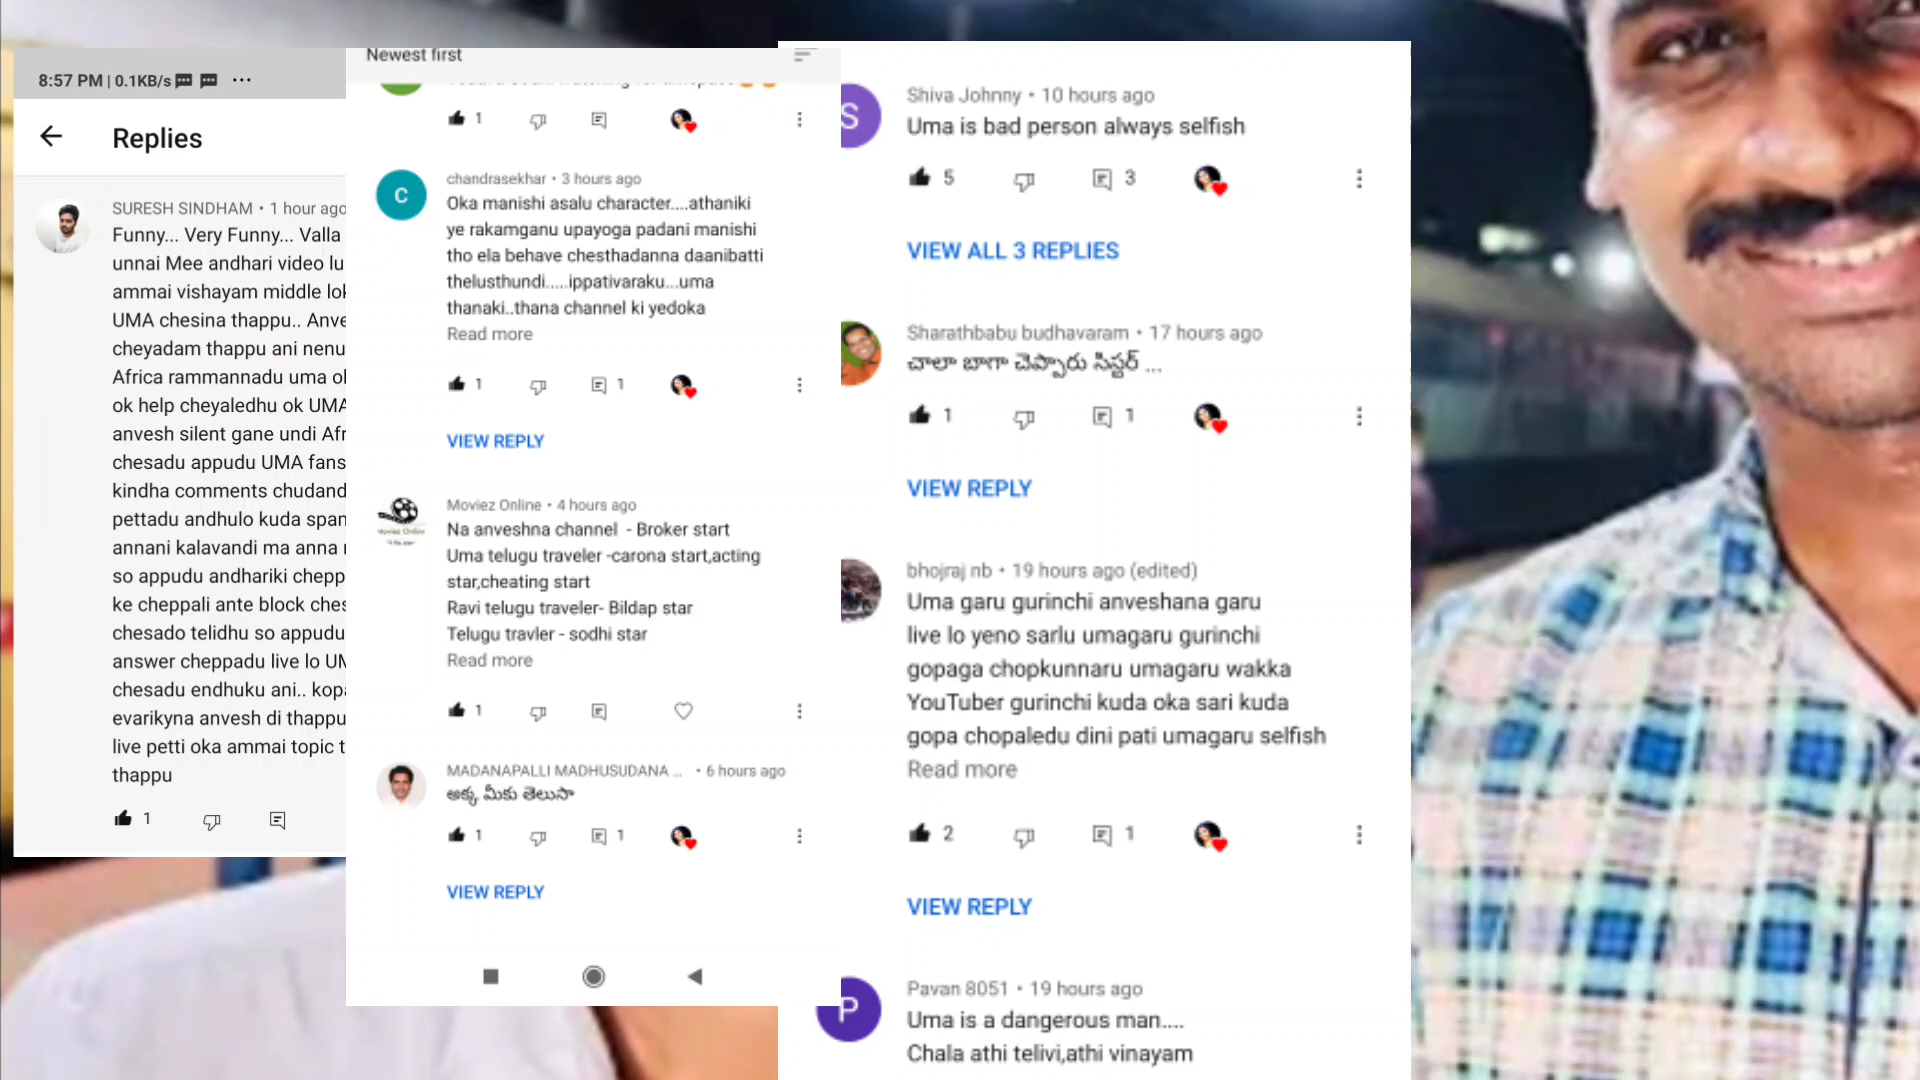 8:57 PM | 0.1KB/s
Replies
SURESH SINDHAM • 1 hour ago
Funny... Very Funny... Valla
unnai Mee andhari video lu
ammai vishayam middle
UMA chesina thappu.. Anve
cheyadam thappu ani nenu
Africa rammannadu uma
ok help cheyaledhu ok UMA
anvesh silent gane undi Afr
chesadu appudu UMA fans
kindha comments chudand
pettadu andhulo kuda
annani kalavandi ma anna
so appudu andhariki chepp
ke cheppali ante block ches
chesado telidhu so appudu
answer cheppadu live lo
chesadu endhuku ani..
evarikyna anvesh di thappu
live petti oka ammai topic t
thappu
1
Newest first
1
C
chandrasekhar • 3 hours ago
Oka manishi asalu character....athaniki
ye rakamganu upayoga padani manishi
tho ela behave chesthadanna daanibatti
thelusthundi.....ippativaraku...uma
thanaki..thana channel ki yedoka
Read more
1 1
VIEW REPLY
Moviez Online • 4 hours ago
Na anveshna channel - Broker start
Uma telugu traveler -carona start,acting
star,cheating start
Ravi telugu traveler- Bildap star
Telugu travler - sodhi star
Read more
1
MADANAPALLI MADHUSUDANA ... • 6 hours ago
అక్క మీకు తెలుసా
1 1
VIEW REPLY
S
Shiva Johnny • 10 hours ago
Uma is bad person always selfish
5 3
VIEW ALL 3 REPLIES
Sharathbabu budhavaram • 17 hours ago
చాలా బాగా చెప్పారు సిస్టర్ ...
1 1
VIEW REPLY
bhojraj nb • 19 hours ago (edited)
Uma garu gurinchi anveshana garu
live lo yeno sarlu umagaru gurinchi
gopaga chopkunnaru umagaru wakka
YouTuber gurinchi kuda oka sari kuda
gopa chopaledu dini pati umagaru selfish
Read more
2 1
VIEW REPLY
P
Pavan 8051 • 19 hours ago
Uma is a dangerous man....
Chala athi telivi,athi vinayam